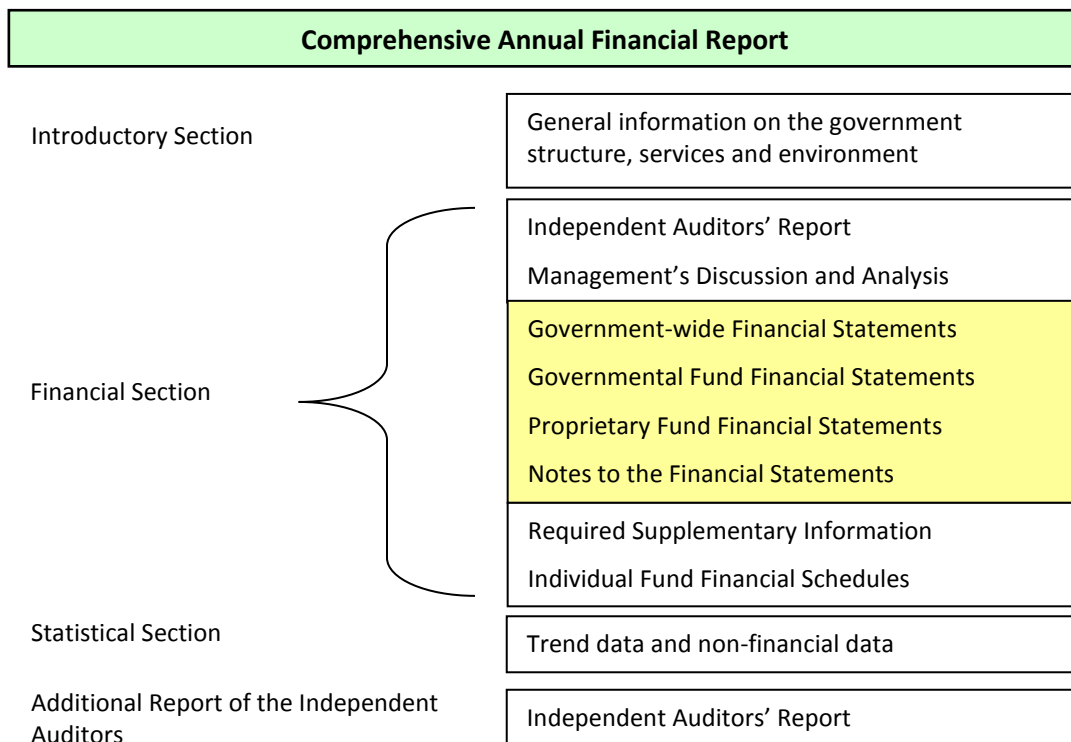 Comprehensive Annual Financial Report
Introductory Section
General information on the government
structure, services and environment
Financial Section
Independent Auditors’ Report
Management’s Discussion and Analysis
Government-wide Financial Statements
Governmental Fund Financial Statements
Proprietary Fund Financial Statements
Notes to the Financial Statements
Required Supplementary Information
Individual Fund Financial Schedules
Statistical Section
Trend data and non-financial data
Additional Report of the Independent
Auditors
Independent Auditors’ Report